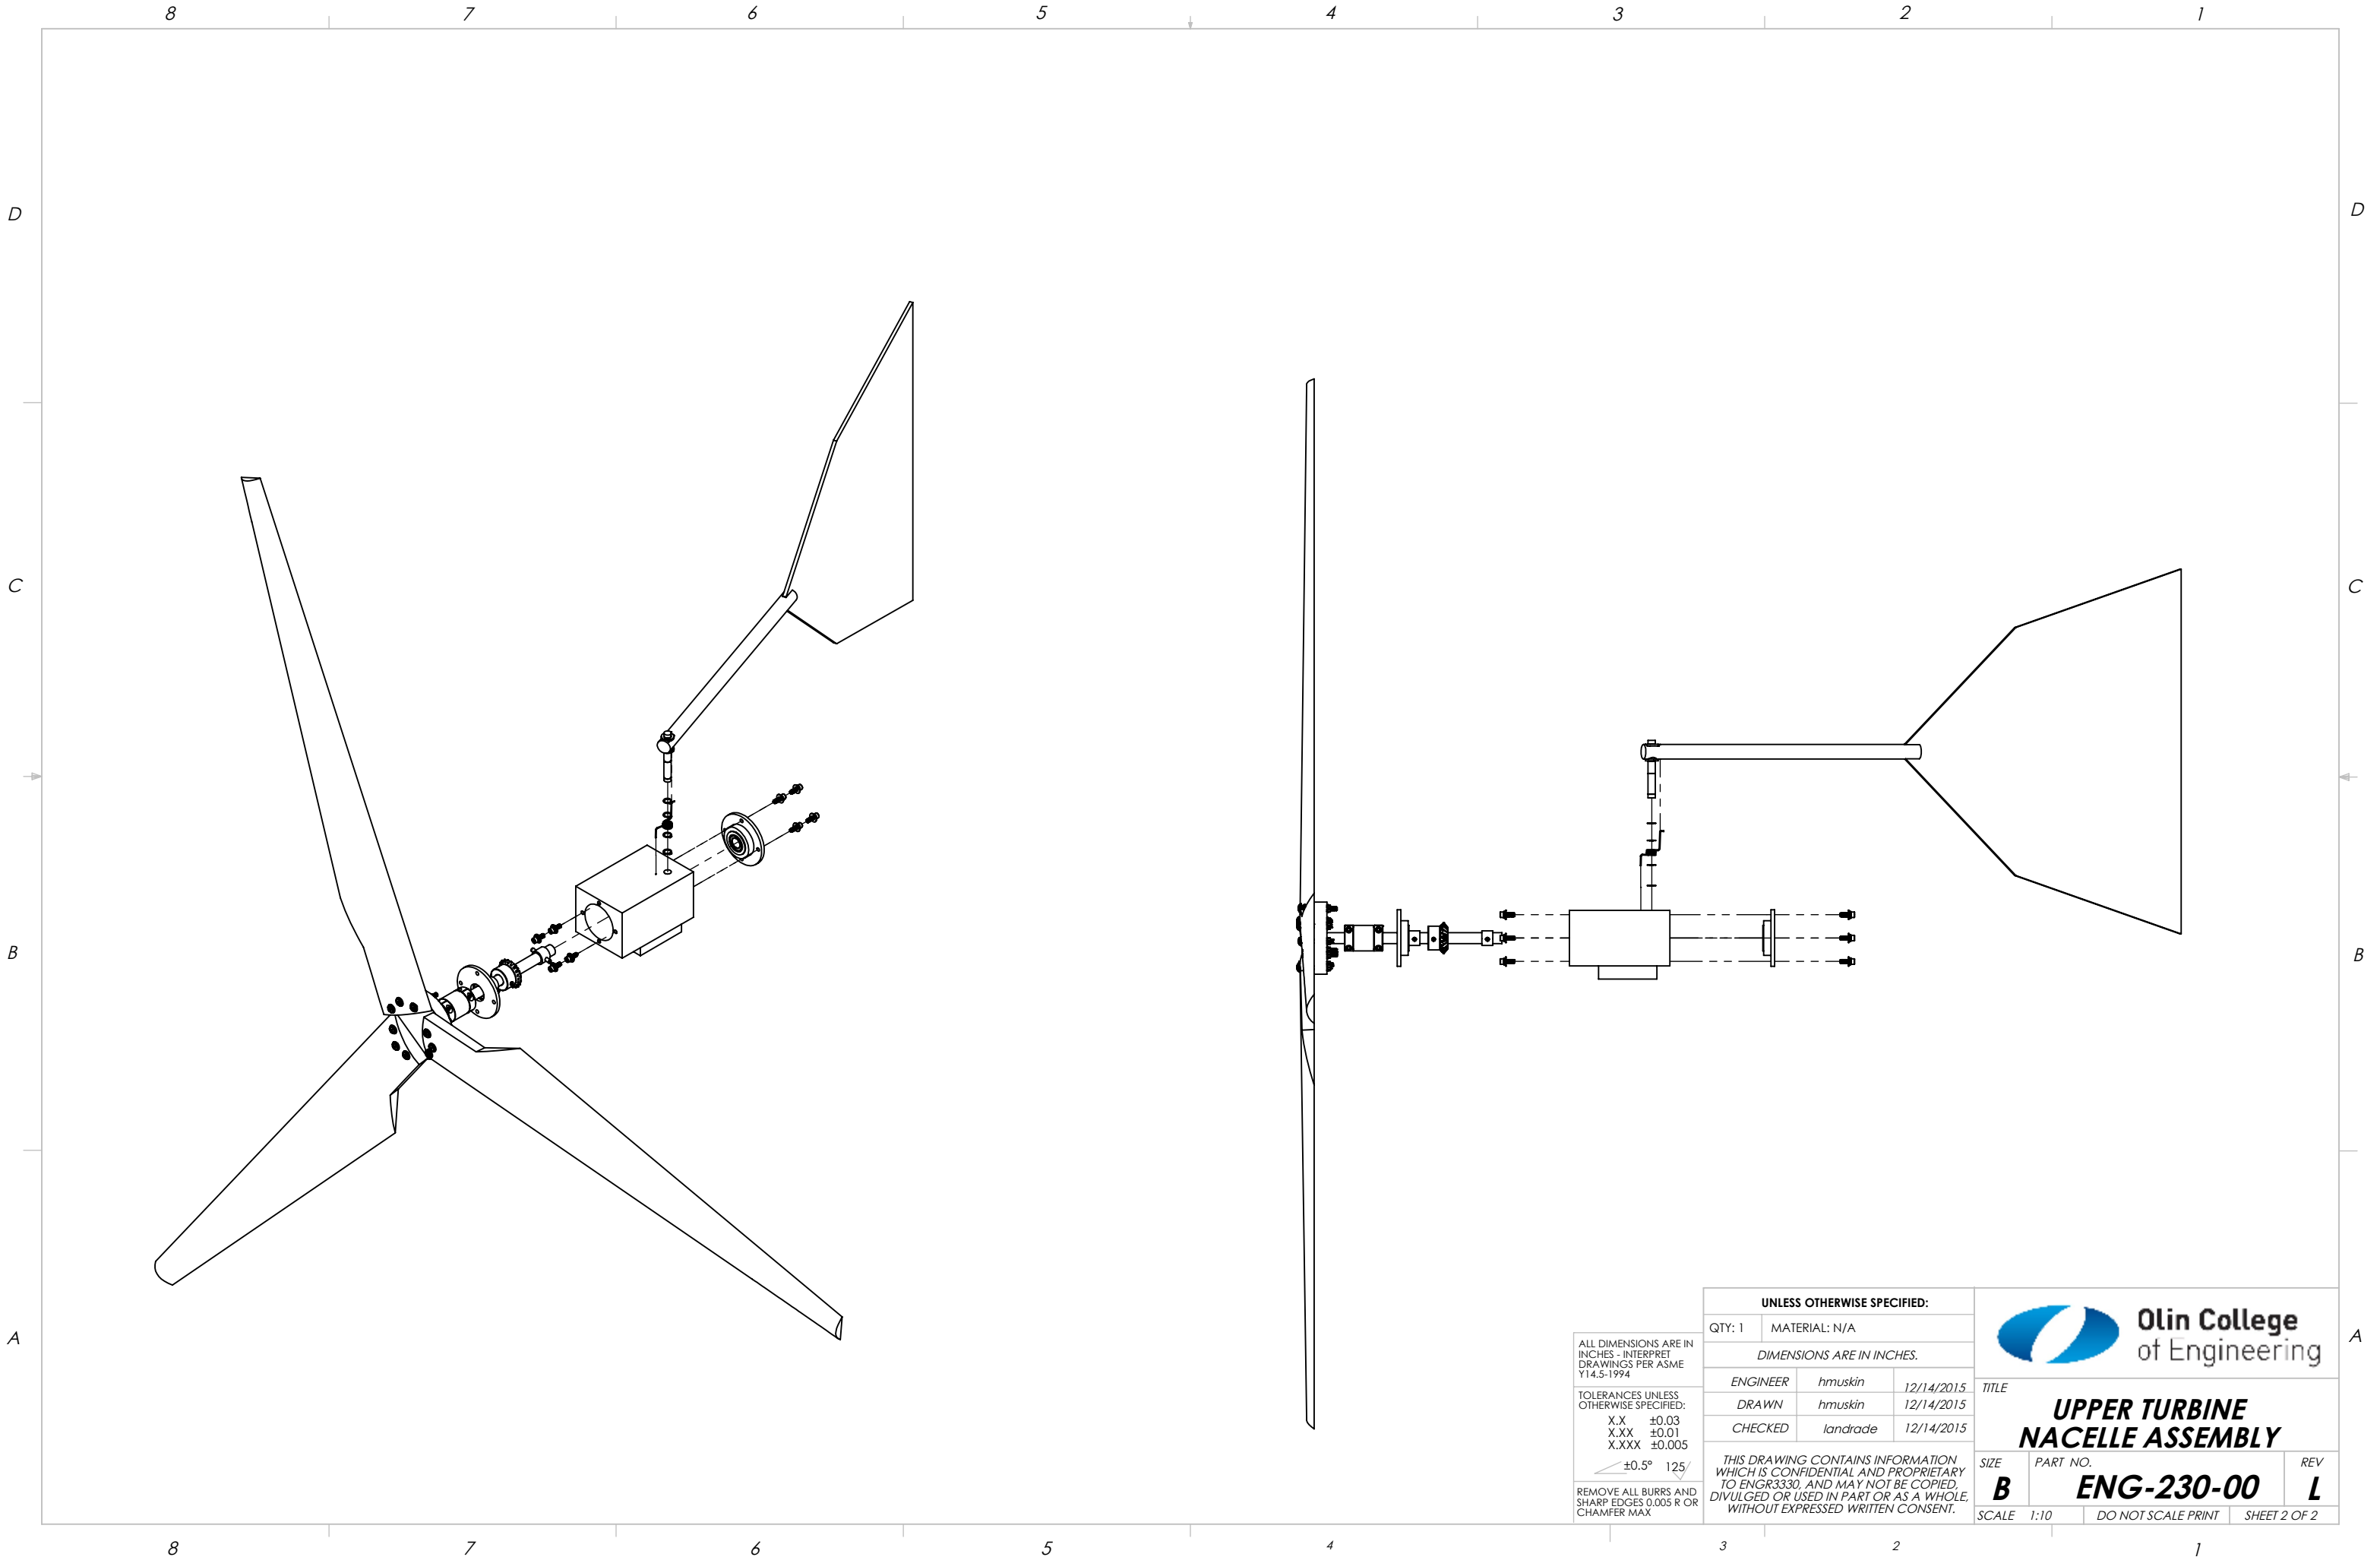 8 7 6 5 4 3 2 1
D D
C C
B B
A A
ALL DIMENSIONS ARE IN
INCHES - INTERPRET
DRAWINGS PER ASME
Y14.5-1994
TOLERANCES UNLESS
OTHERWISE SPECIFIED:
X.X ±0.03
X.XX ±0.01
X.XXX ±0.005
±0.5° 125
REMOVE ALL BURRS AND
SHARP EDGES 0.005 R OR
CHAMFER MAX
UNLESS OTHERWISE SPECIFIED:
QTY: 1 MATERIAL: N/A
DIMENSIONS ARE IN INCHES.
ENGINEER hmuskin 12/14/2015
DRAWN hmuskin 12/14/2015
CHECKED landrade 12/14/2015
THIS DRAWING CONTAINS INFORMATION
WHICH IS CONFIDENTIAL AND PROPRIETARY
TO ENGR3330, AND MAY NOT BE COPIED,
DIVULGED OR USED IN PART OR AS A WHOLE,
WITHOUT EXPRESSED WRITTEN CONSENT.
Olin College
of Engineering
TITLE
UPPER TURBINE
NACELLE ASSEMBLY
SIZE PART NO. REV
B ENG-230-00 L
SCALE 1:10 DO NOT SCALE PRINT SHEET 2 OF 2
8 7 6 5 4 3 2 1